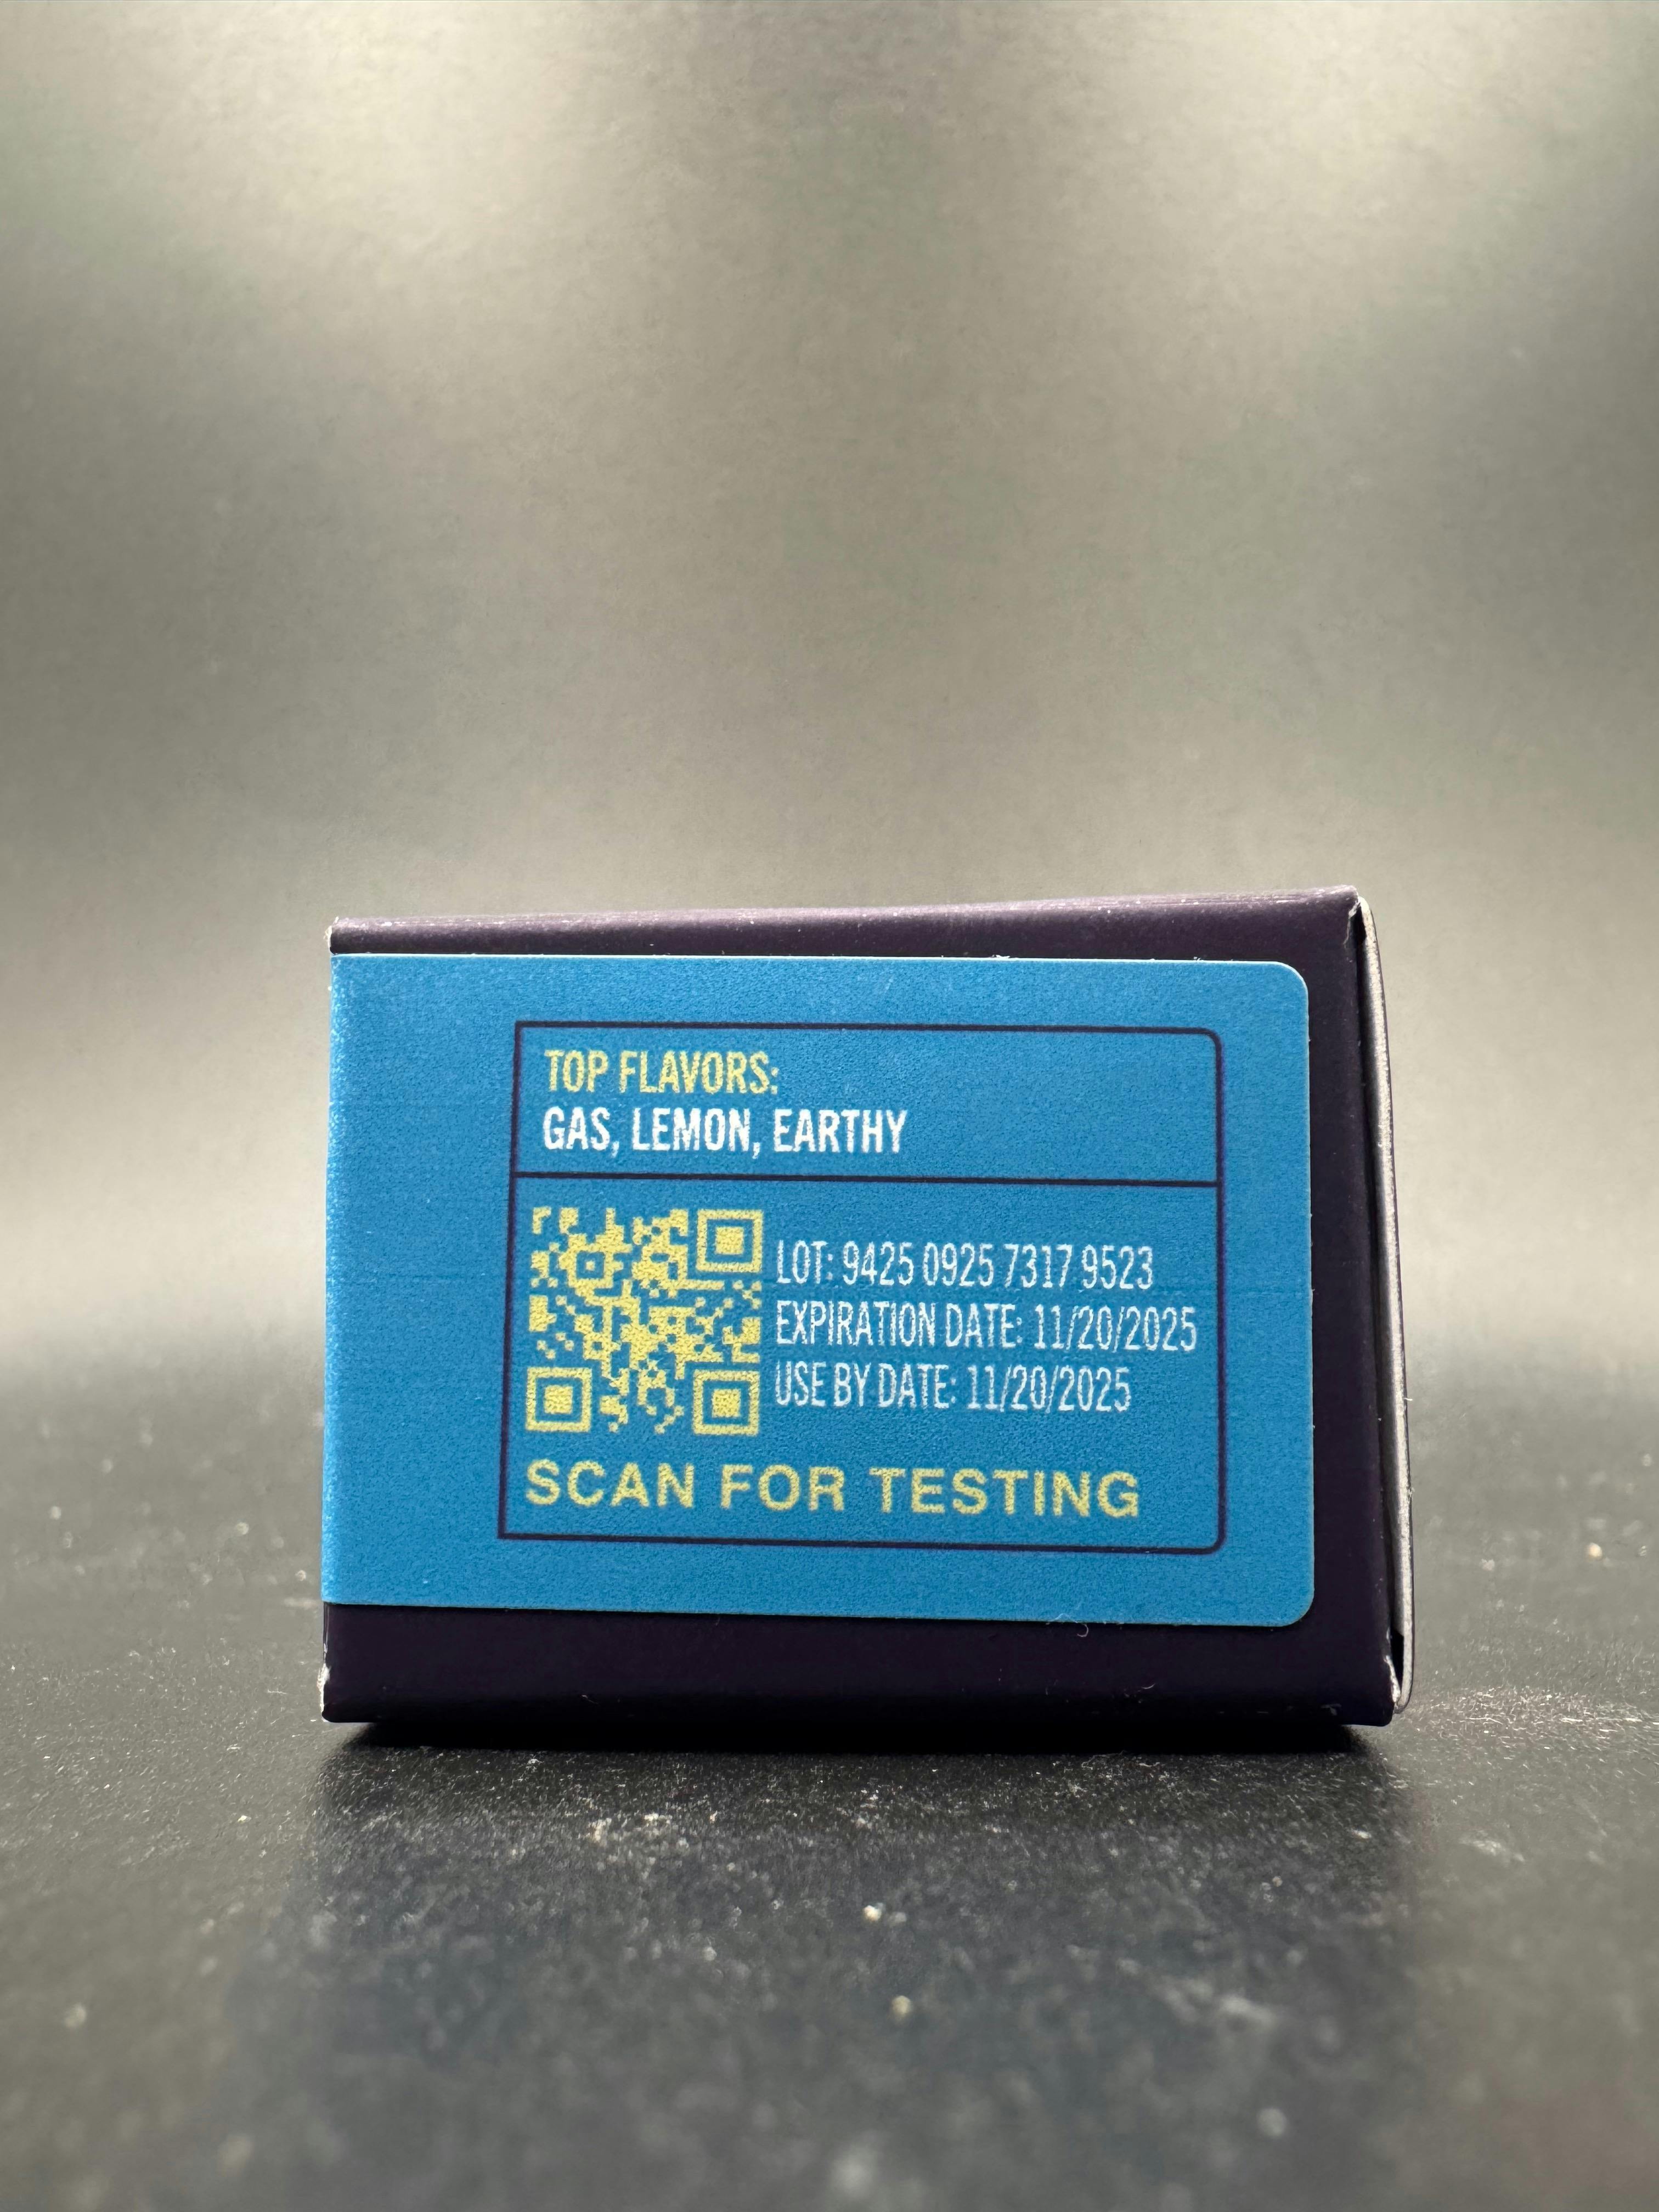 TOP FLAVORS:
GAS, LEMON, EARTHY
LOT: 9425 0925 7317 9523
EXPIRATION DATE: 11/20/2025
USE BY DATE: 11/20/2025
SCAN FOR TESTING